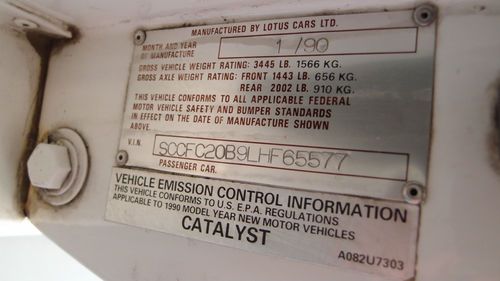 MANUFACTURED BY LOTUS CARS LTD.
MONTH AND YEAR OF MANUFACTURE 1/90
GROSS VEHICLE WEIGHT RATING: 3445 LB. 1566 KG.
GROSS AXLE WEIGHT RATING: FRONT 1443 LB. 656 KG.
REAR 2002 LB. 910 KG.
THIS VEHICLE CONFORMS TO ALL APPLICABLE FEDERAL
MOTOR VEHICLE SAFETY AND BUMPER STANDARDS
IN EFFECT ON THE DATE OF MANUFACTURE SHOWN
ABOVE.
V.I.N. SCCFC20B9LHF65577
PASSENGER CAR.
VEHICLE EMISSION CONTROL INFORMATION
THIS VEHICLE CONFORMS TO U.S. E.P.A. REGULATIONS
APPLICABLE TO 1990 MODEL YEAR NEW MOTOR VEHICLES
CATALYST
A082U7303